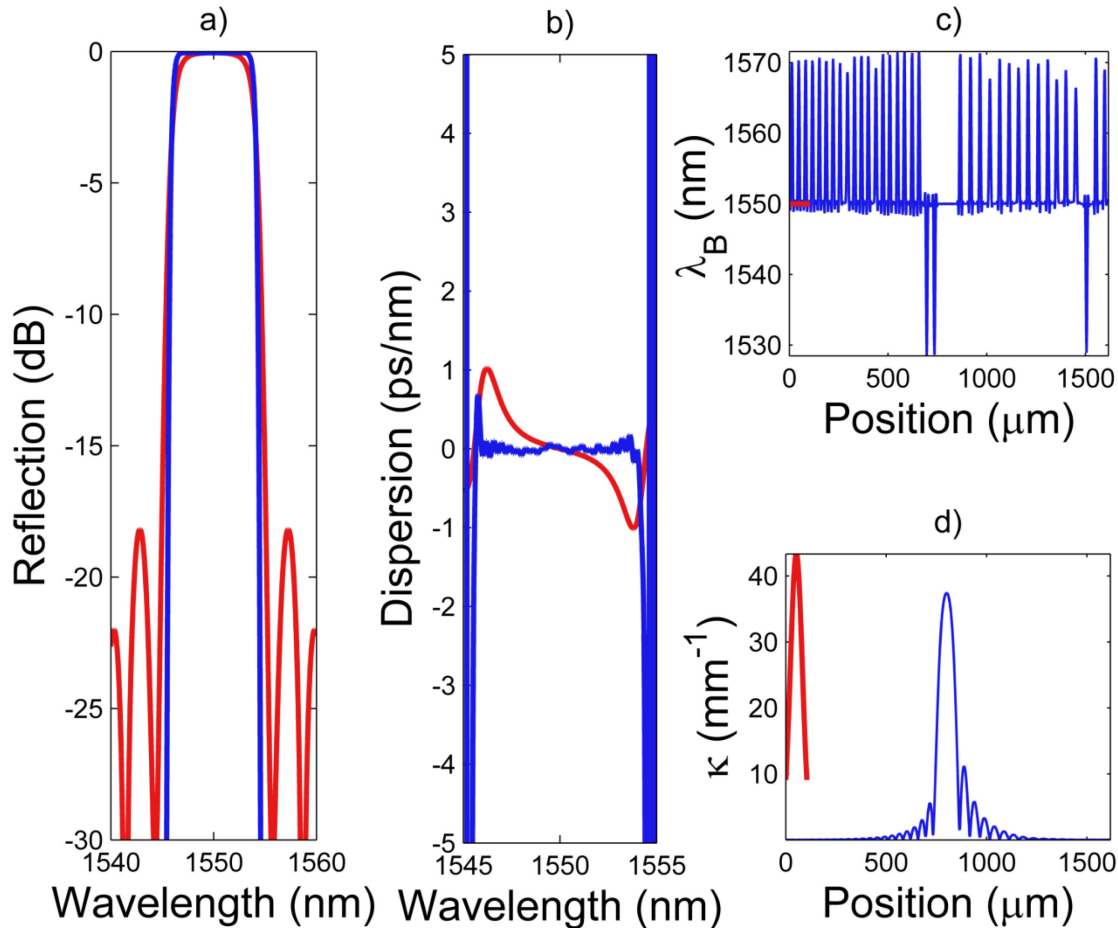 a)
0
-5
-10
-15
-20
-25
-30
Reflection (dB)
1540 1550 1560
Wavelength (nm)
b)
5
4
3
2
1
0
-1
-2
-3
-4
-5
Dispersion (ps/nm)
1545 1550 1555
Wavelength (nm)
c)
1570
1560
1550
1540
1530
λB (nm)
0 500 1000 1500
Position (μm)
d)
40
30
20
10
κ (mm-1)
0 500 1000 1500
Position (μm)